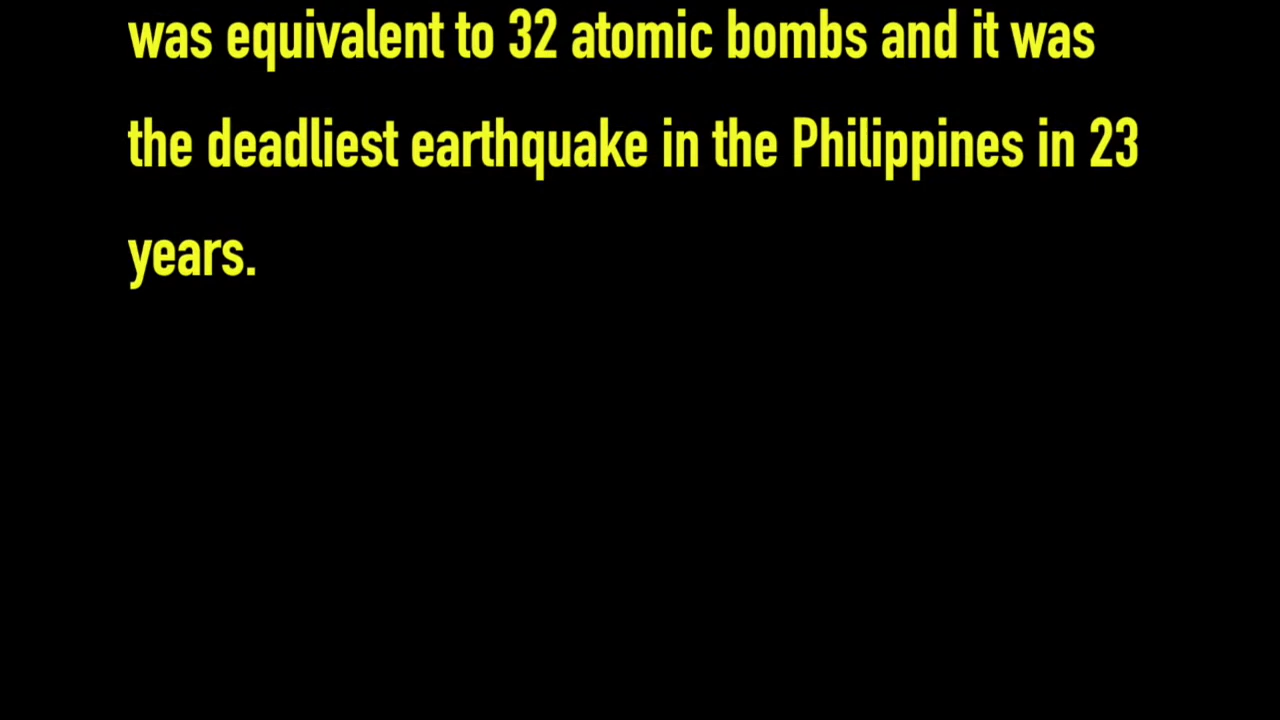 was equivalent to 32 atomic bombs and it was
the deadliest earthquake in the Philippines in 23
years.